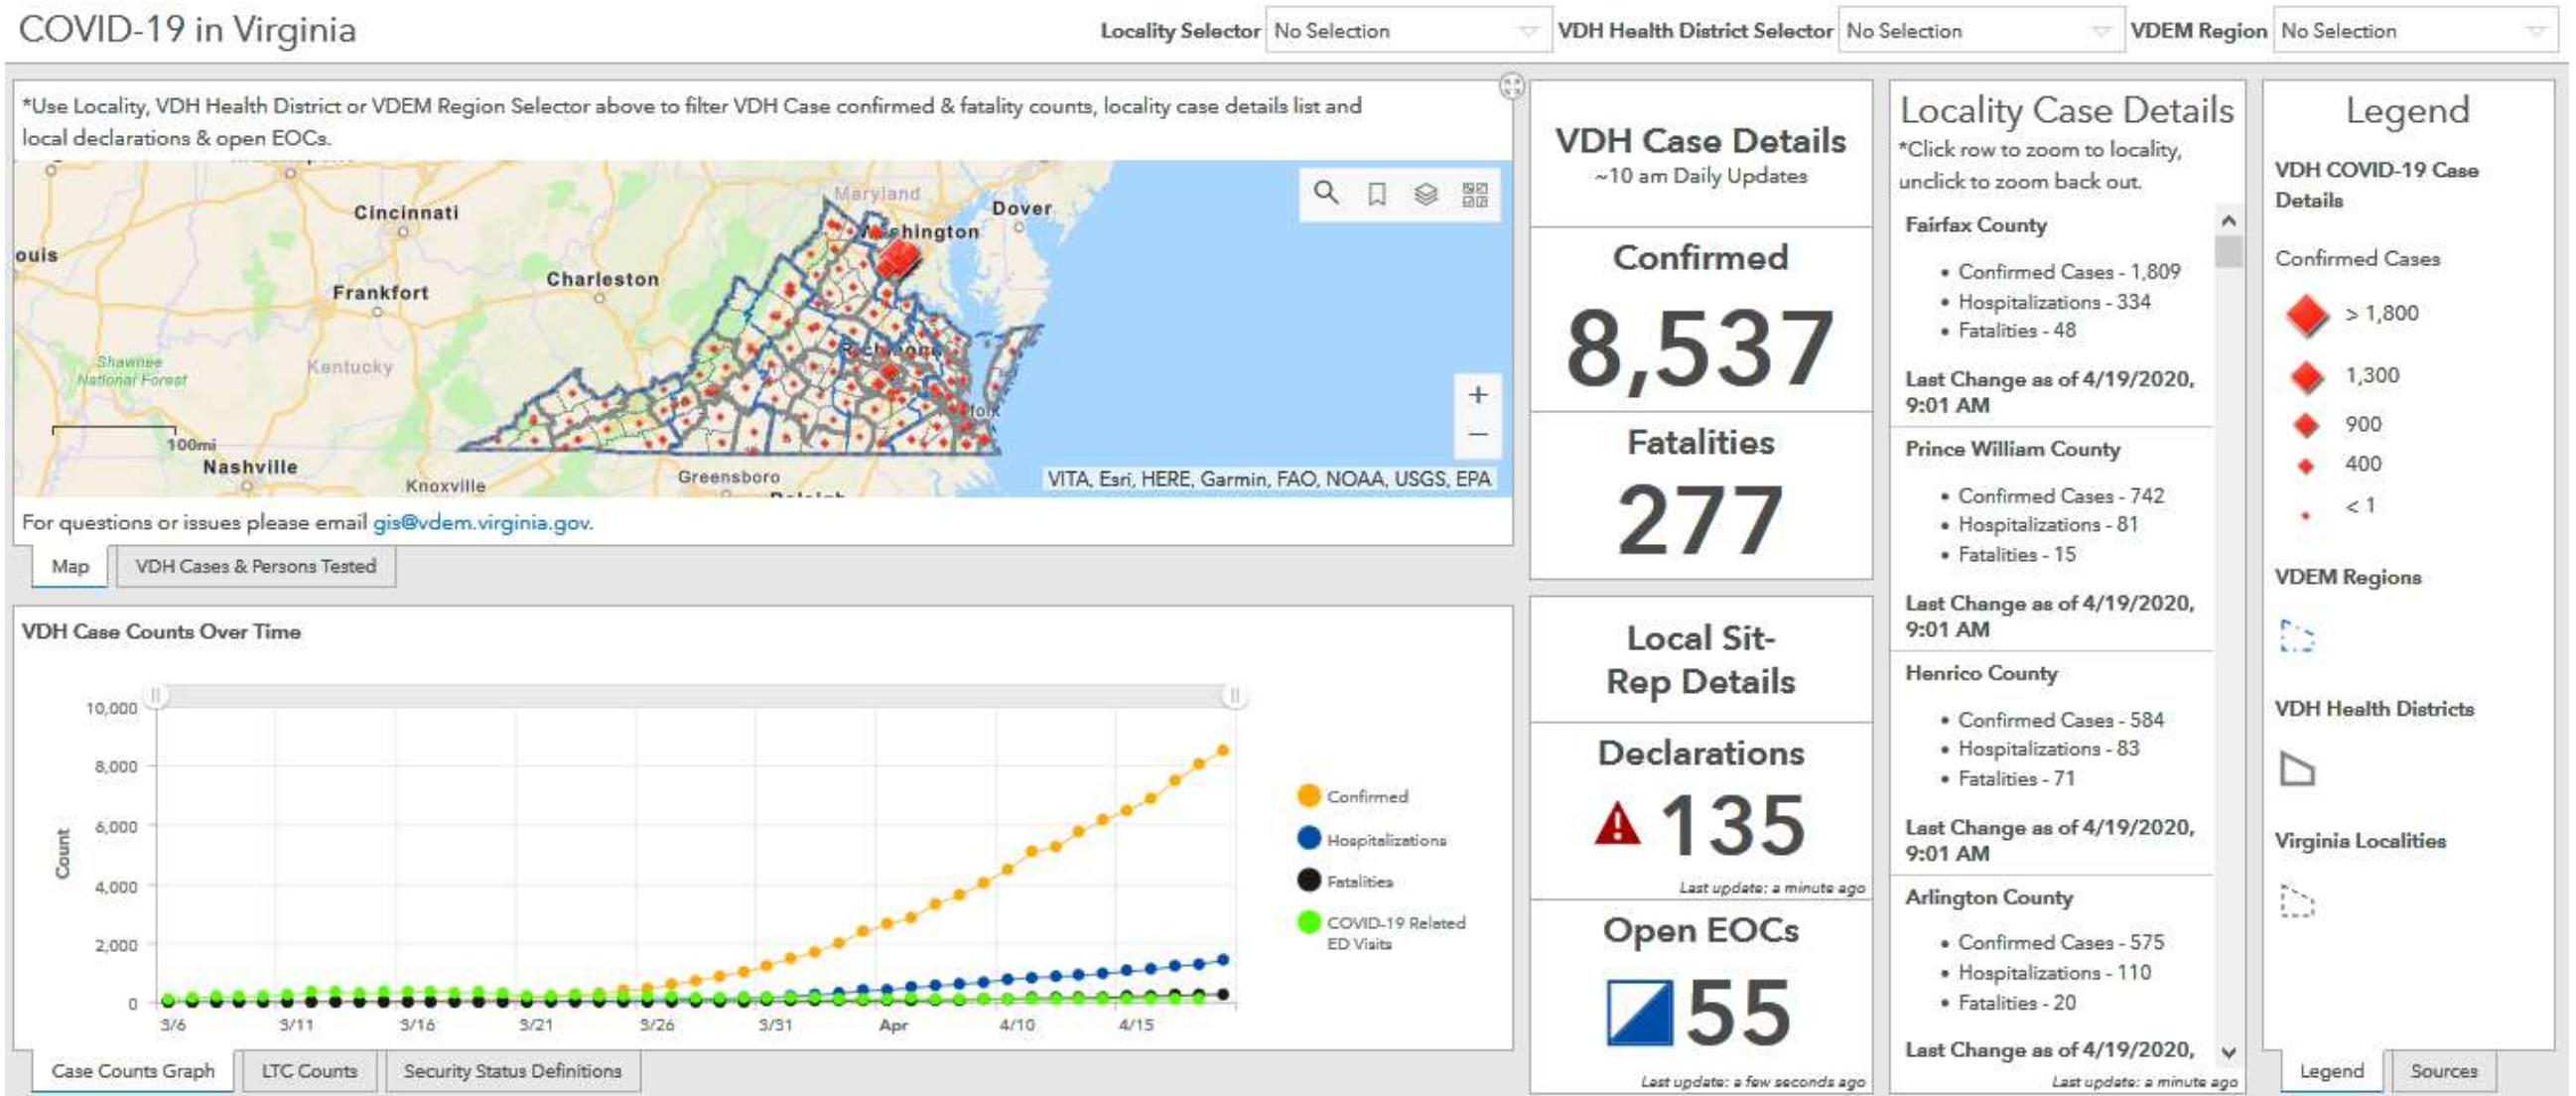 COVID-19 in Virginia
Locality Selector No Selection VDH Health District Selector No Selection VDEM Region No Selection
*Use Locality, VDH Health District or VDEM Region Selector above to filter VDH Case confirmed & fatality counts, locality case details list and
local declarations & open EOCs.
Maryland
Cincinnati
Dover
ouis
Charleston
Frankfort
Shawnee
National Forest
Kentucky
100mi
Nashville
Knoxville
Greensboro
+
−
VITA, Esri, HERE, Garmin, FAO, NOAA, USGS, EPA
For questions or issues please email gis@vdem.virginia.gov.
Map
VDH Cases & Persons Tested
VDH Case Counts Over Time
10,000
8,000
6,000
4,000
2,000
0
Count
3/6
3/11
3/16
3/21
3/26
3/31
Apr
4/10
4/15
Confirmed
Hospitalizations
Fatalities
COVID-19 Related
ED Visits
Case Counts Graph
LTC Counts
Security Status Definitions
VDH Case Details
~10 am Daily Updates
Confirmed
8,537
Fatalities
277
Local Sit-
Rep Details
Declarations
135
Last update: a minute ago
Open EOCs
55
Last update: a few seconds ago
Locality Case Details
*Click row to zoom to locality,
unclick to zoom back out.
Fairfax County
• Confirmed Cases - 1,809
• Hospitalizations - 334
• Fatalities - 48
Last Change as of 4/19/2020,
9:01 AM
Prince William County
• Confirmed Cases - 742
• Hospitalizations - 81
• Fatalities - 15
Last Change as of 4/19/2020,
9:01 AM
Henrico County
• Confirmed Cases - 584
• Hospitalizations - 83
• Fatalities - 71
Last Change as of 4/19/2020,
9:01 AM
Arlington County
• Confirmed Cases - 575
• Hospitalizations - 110
• Fatalities - 20
Last Change as of 4/19/2020,
Last update: a minute ago
Legend
VDH COVID-19 Case
Details
Confirmed Cases
> 1,800
1,300
900
400
< 1
VDEM Regions
VDH Health Districts
Virginia Localities
Legend
Sources